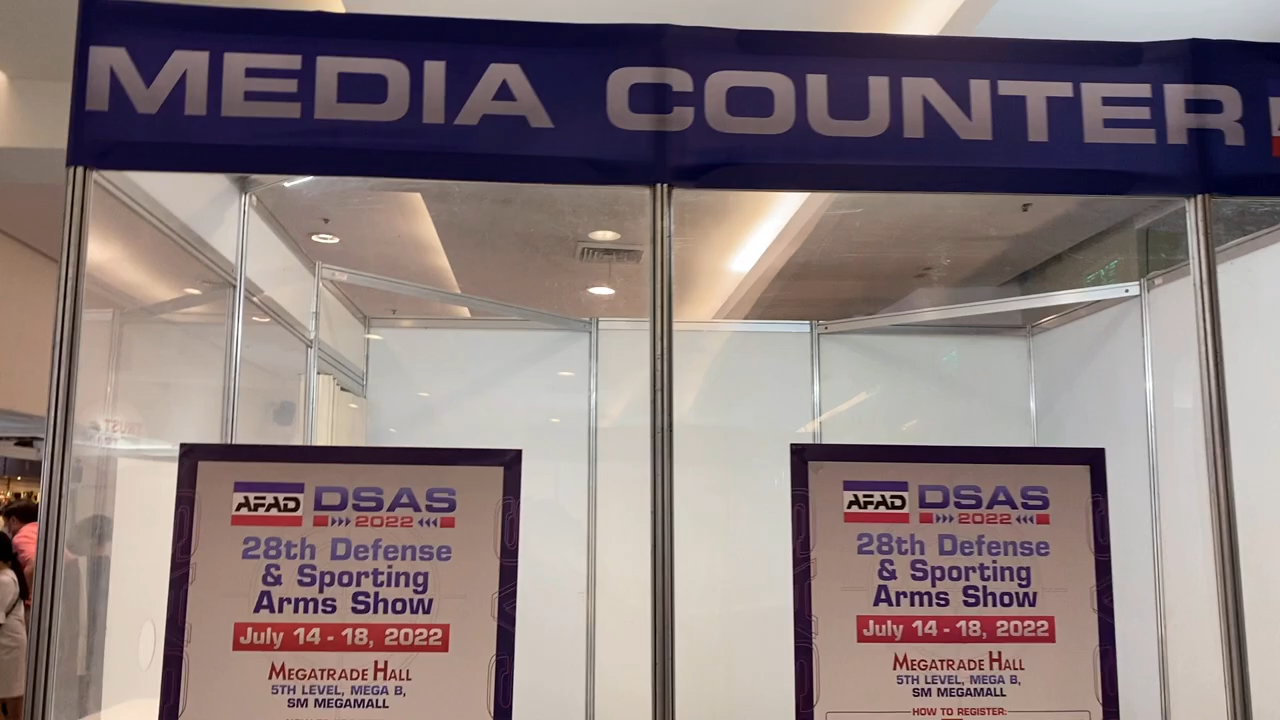 MEDIA COUNTER
AFAD DSAS
2022
28th Defense
& Sporting
Arms Show
July 14 - 18, 2022
MEGATRADE HALL
5TH LEVEL, MEGA B,
SM MEGAMALL
AFAD DSAS
2022
28th Defense
& Sporting
Arms Show
July 14 - 18, 2022
MEGATRADE HALL
5TH LEVEL, MEGA B,
SM MEGAMALL
HOW TO REGISTER: